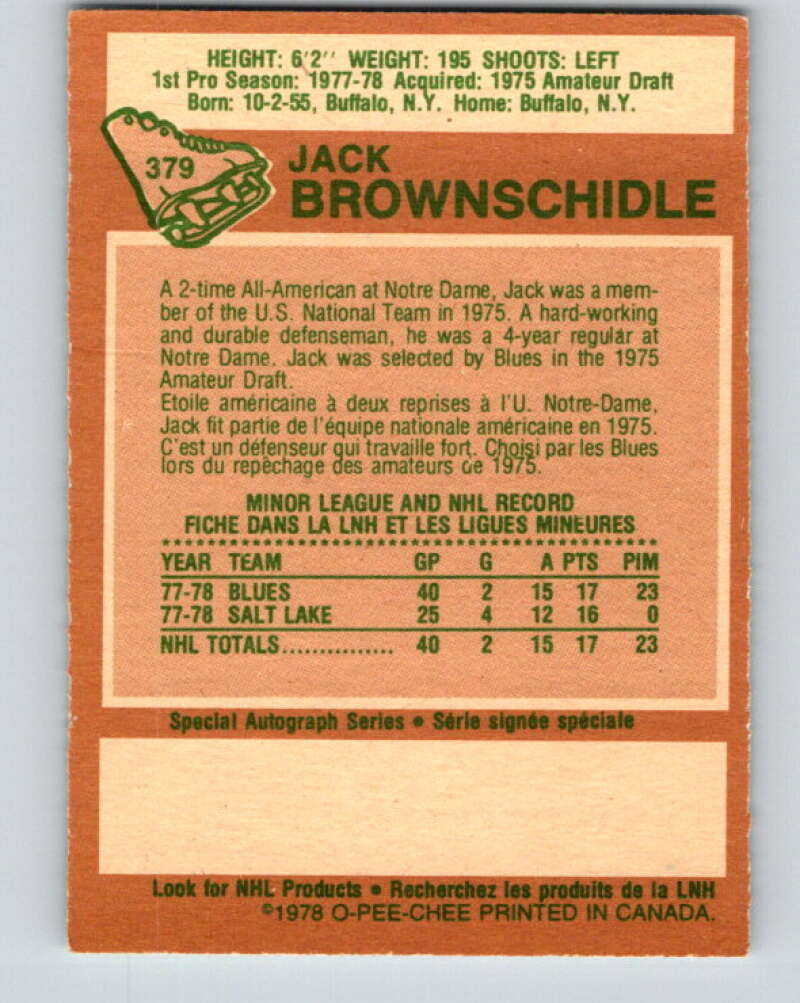 HEIGHT: 6'2'' WEIGHT: 195 SHOOTS: LEFT
1st Pro Season: 1977-78 Acquired: 1975 Amateur Draft
Born: 10-2-55, Buffalo, N.Y. Home: Buffalo, N.Y.
379
JACK
BROWNSCHIDLE
A 2-time All-American at Notre Dame, Jack was a mem-
ber of the U.S. National Team in 1975. A hard-working
and durable defenseman, he was a 4-year regular at
Notre Dame. Jack was selected by Blues in the 1975
Amateur Draft.
Etoile américaine à deux reprises à l'U. Notre-Dame,
Jack fit partie de l'équipe nationale américaine en 1975.
C'est un défenseur qui travaille fort. Choisi par les Blues
lors du repêchage des amateurs de 1975.
MINOR LEAGUE AND NHL RECORD
FICHE DANS LA LNH ET LES LIGUES MINEURES
YEAR TEAM GP G A PTS PIM
77-78 BLUES 40 2 15 17 23
77-78 SALT LAKE 25 4 12 16 0
NHL TOTALS............... 40 2 15 17 23
Special Autograph Series • Série signée spéciale
Look for NHL Products • Recherchez les produits de la LNH
©1978 O-PEE-CHEE PRINTED IN CANADA.